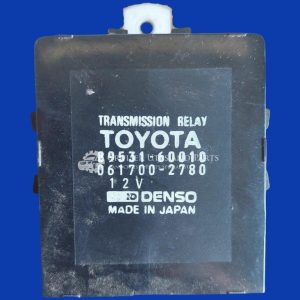 TRANSMISSION RELAY
TOYOTA
89531-60010
061700-2780
12V
DENSO
MADE IN JAPAN